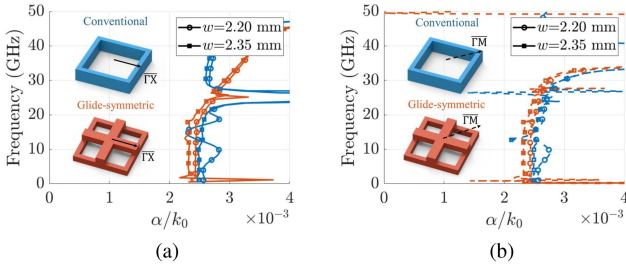 (a)
Frequency (GHz)
50
40
30
20
10
0
Conventional
ΓX
Glide-symmetric
ΓX
w=2.20 mm
w=2.35 mm
0
1
2
3
4
α/k₀
×10⁻³
(a)
(b)
Frequency (GHz)
50
40
30
20
10
0
Conventional
ΓM
Glide-symmetric
ΓM
w=2.20 mm
w=2.35 mm
0
1
2
3
4
α/k₀
×10⁻³
(b)